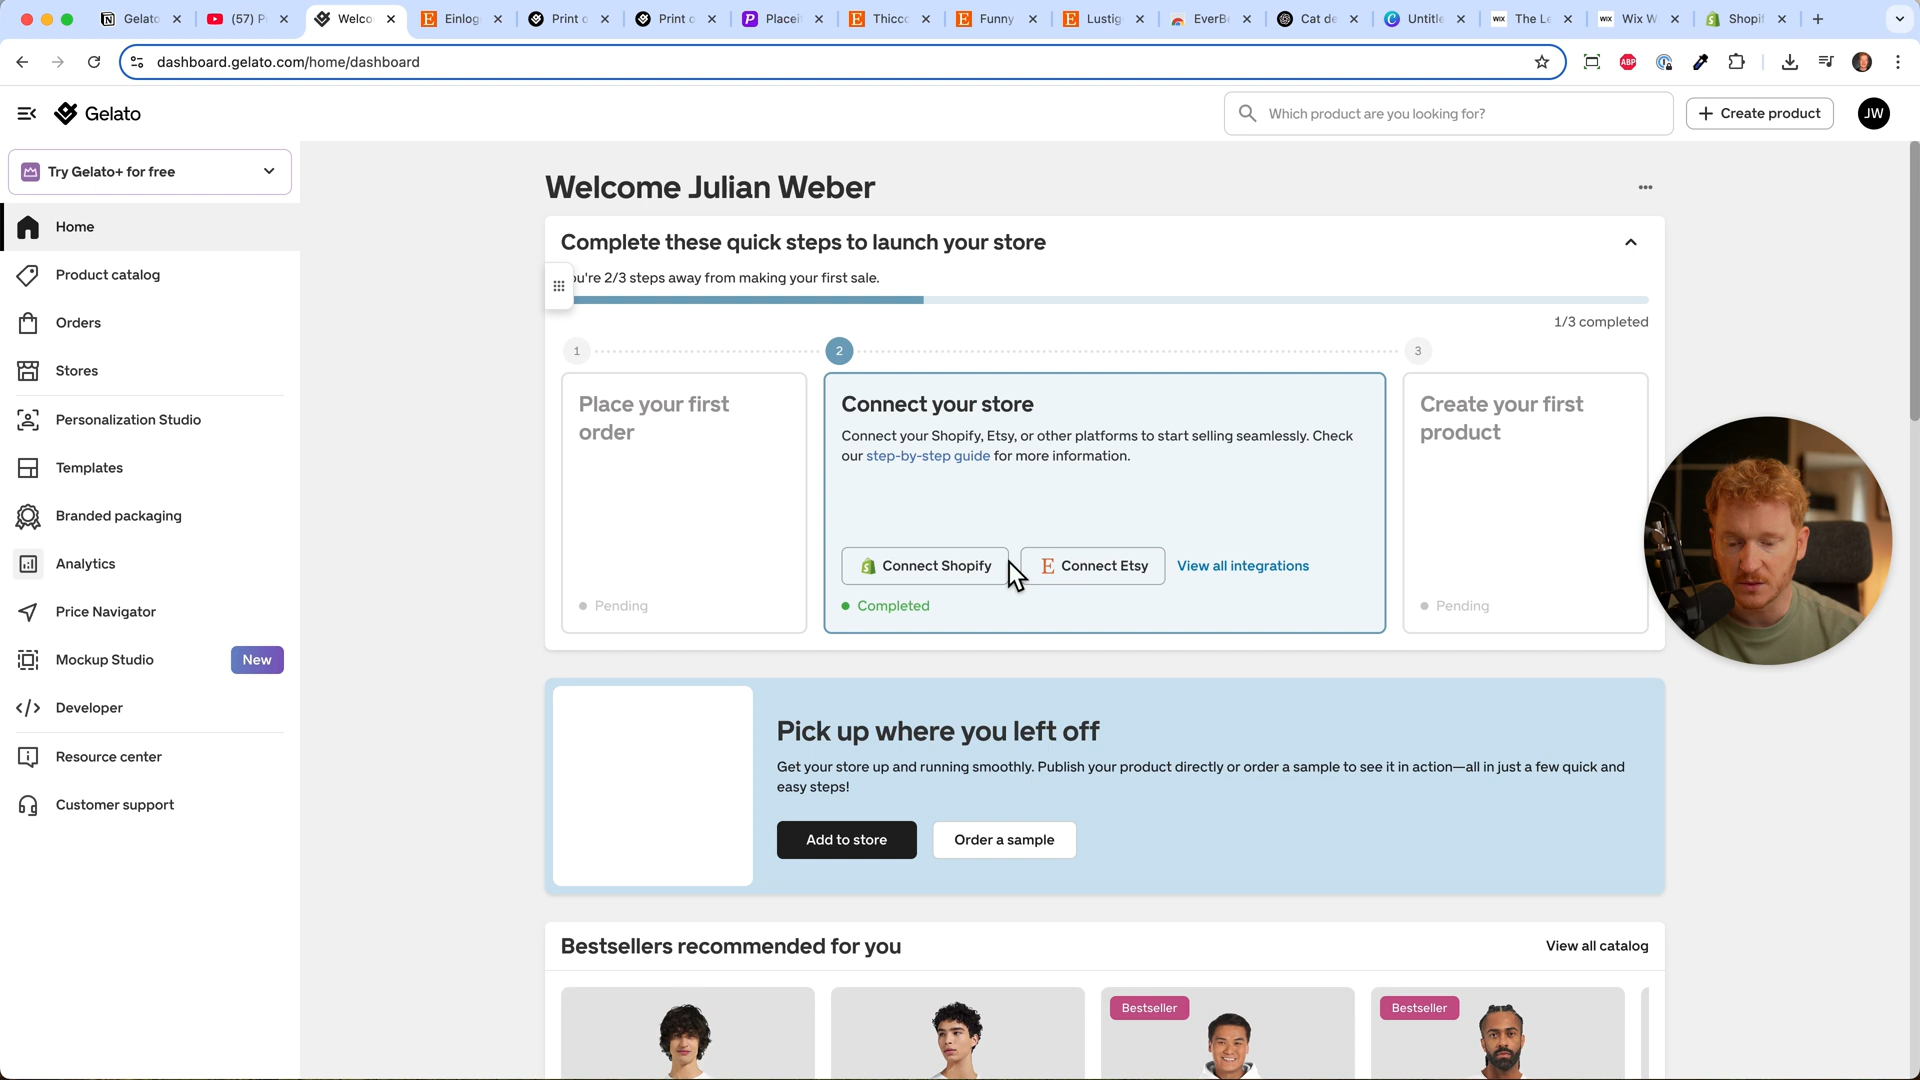 Gelato
(57) P
Welco
Einlog
Print o
Print o
Placei
Thicc
Funny
Lustig
EverB
Cat de
Untitle
WIX The Le
WIX Wix W
Shopif
dashboard.gelato.com/home/dashboard
ABP
Gelato
Which product are you looking for?
Create product
JW
Try Gelato+ for free
Home
Product catalog
Orders
Stores
Personalization Studio
Templates
Branded packaging
Analytics
Price Navigator
Mockup Studio
New
Developer
Resource center
Customer support
Welcome Julian Weber
Complete these quick steps to launch your store
u're 2/3 steps away from making your first sale.
1/3 completed
1
2
3
Place your first
order
Pending
Connect your store
Connect your Shopify, Etsy, or other platforms to start selling seamlessly. Check
our step-by-step guide for more information.
Connect Shopify
E Connect Etsy
View all integrations
Completed
Create your first
product
Pending
Pick up where you left off
Get your store up and running smoothly. Publish your product directly or order a sample to see it in action—all in just a few quick and
easy steps!
Add to store
Order a sample
Bestsellers recommended for you
View all catalog
Bestseller
Bestseller